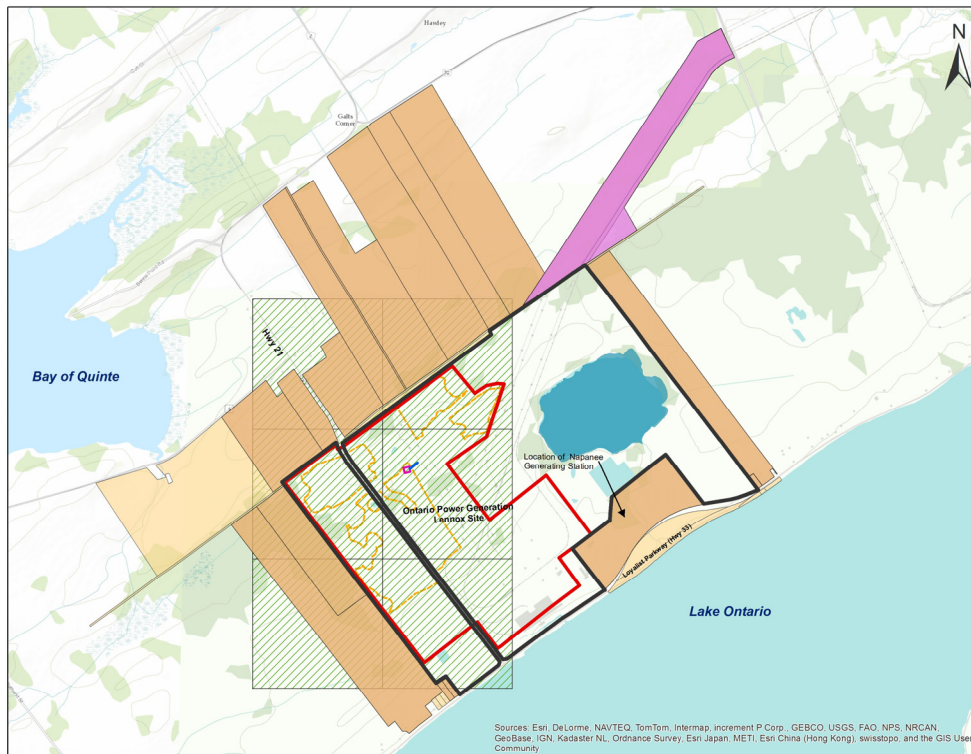 Hawley
N
Galts
Corner
Hwy 21
Bay of Quinte
Location of Napanee
Generating Station
Ontario Power Generation
Lennox Site
Loyalist Parkway (Hwy 33)
Lake Ontario
Sources: Esri, DeLorme, NAVTEQ, TomTom, Intermap, increment P Corp., GEBCO, USGS, FAO, NPS, NRCAN,
GeoBase, IGN, Kadaster NL, Ordnance Survey, Esri Japan, METI, Esri China (Hong Kong), swisstopo, and the GIS User
Community